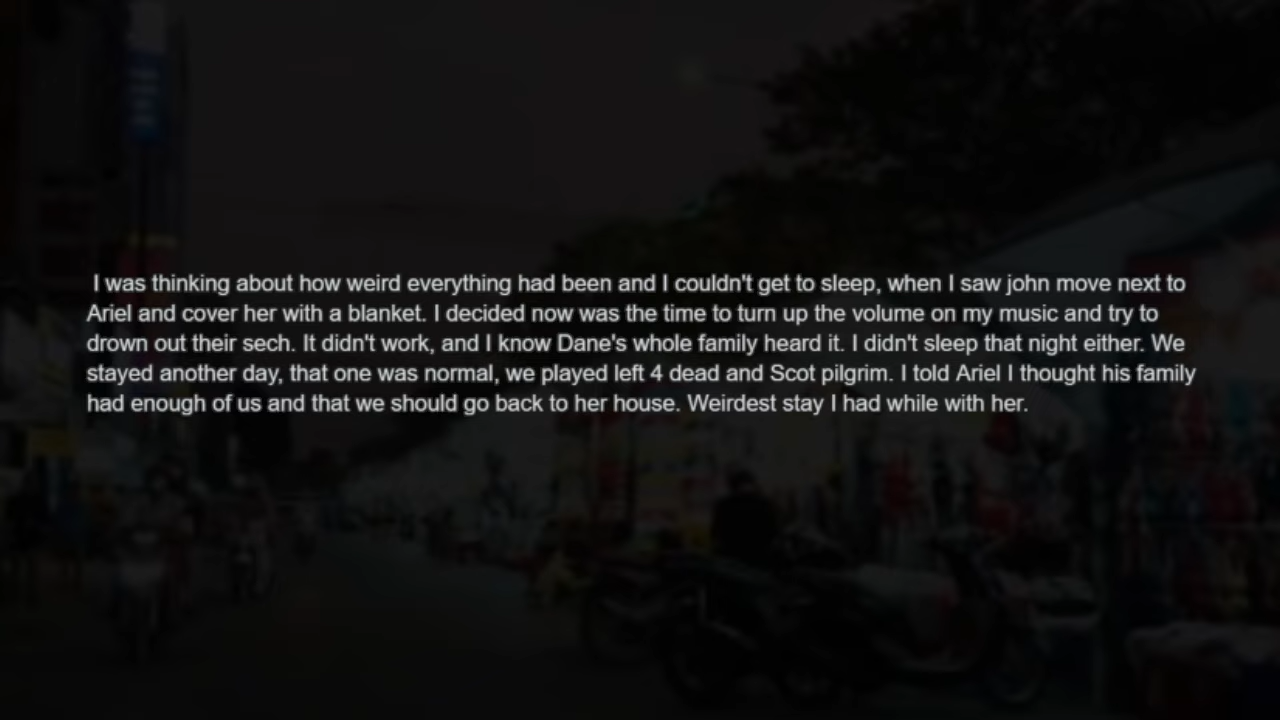 I was thinking about how weird everything had been and I couldn't get to sleep, when I saw john move next to
Ariel and cover her with a blanket. I decided now was the time to turn up the volume on my music and try to
drown out their sech. It didn't work, and I know Dane's whole family heard it. I didn't sleep that night either. We
stayed another day, that one was normal, we played left 4 dead and Scot pilgrim. I told Ariel I thought his family
had enough of us and that we should go back to her house. Weirdest stay I had while with her.